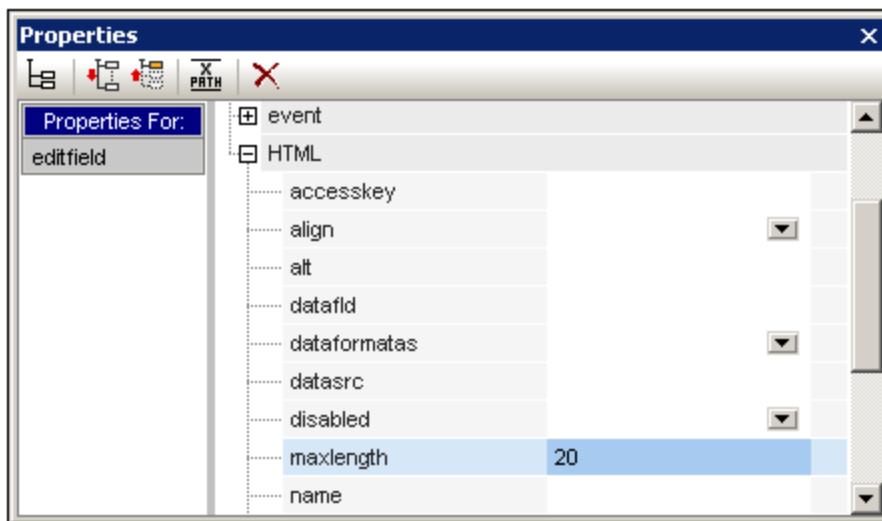 Properties
X
PATH
Properties For:
editfield
event
HTML
accesskey
align
alt
datafld
dataformatas
datasrc
disabled
maxlength 20
name